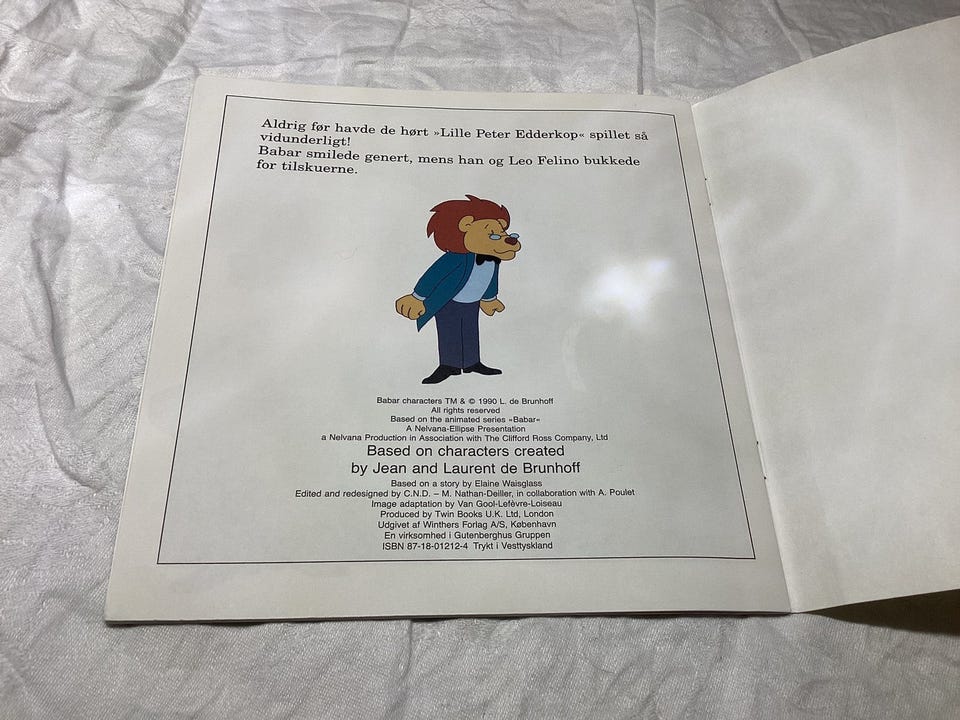 Aldrig før havde de hørt »Lille Peter Edderkop« spillet så
vidunderligt!
Babar smilede genert, mens han og Leo Felino bukkede
for tilskuerne.
Babar characters TM & © 1990 L. de Brunhoff
All rights reserved
Based on the animated series »Babar«
A Nelvana-Ellipse Presentation
a Nelvana Production in Association with The Clifford Ross Company, Ltd
Based on characters created
by Jean and Laurent de Brunhoff
Based on a story by Elaine Waisglass
Edited and redesigned by C.N.D. – M. Nathan-Deiller, in collaboration with A. Poulet
Image adaptation by Van Gool-Lefèvre-Loiseau
Produced by Twin Books U.K. Ltd, London
Udgivet af Winthers Forlag A/S, København
En virksomhed i Gutenberghus Gruppen
ISBN 87-18-01212-4 Trykt i Vesttyskland